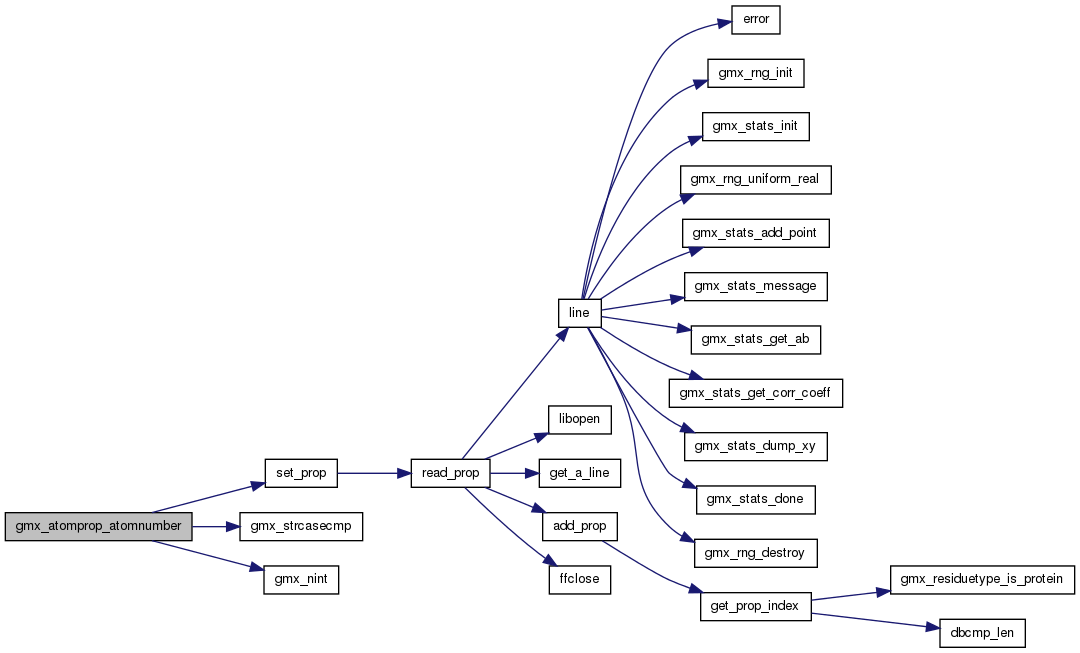 error
gmx_rng_init
gmx_stats_init
gmx_rng_uniform_real
gmx_stats_add_point
gmx_stats_message
line
gmx_stats_get_ab
gmx_stats_get_corr_coeff
libopen
gmx_stats_dump_xy
set_prop
read_prop
get_a_line
gmx_stats_done
gmx_atomprop_atomnumber
gmx_strcasecmp
add_prop
gmx_rng_destroy
gmx_nint
ffclose
gmx_residuetype_is_protein
get_prop_index
dbcmp_len